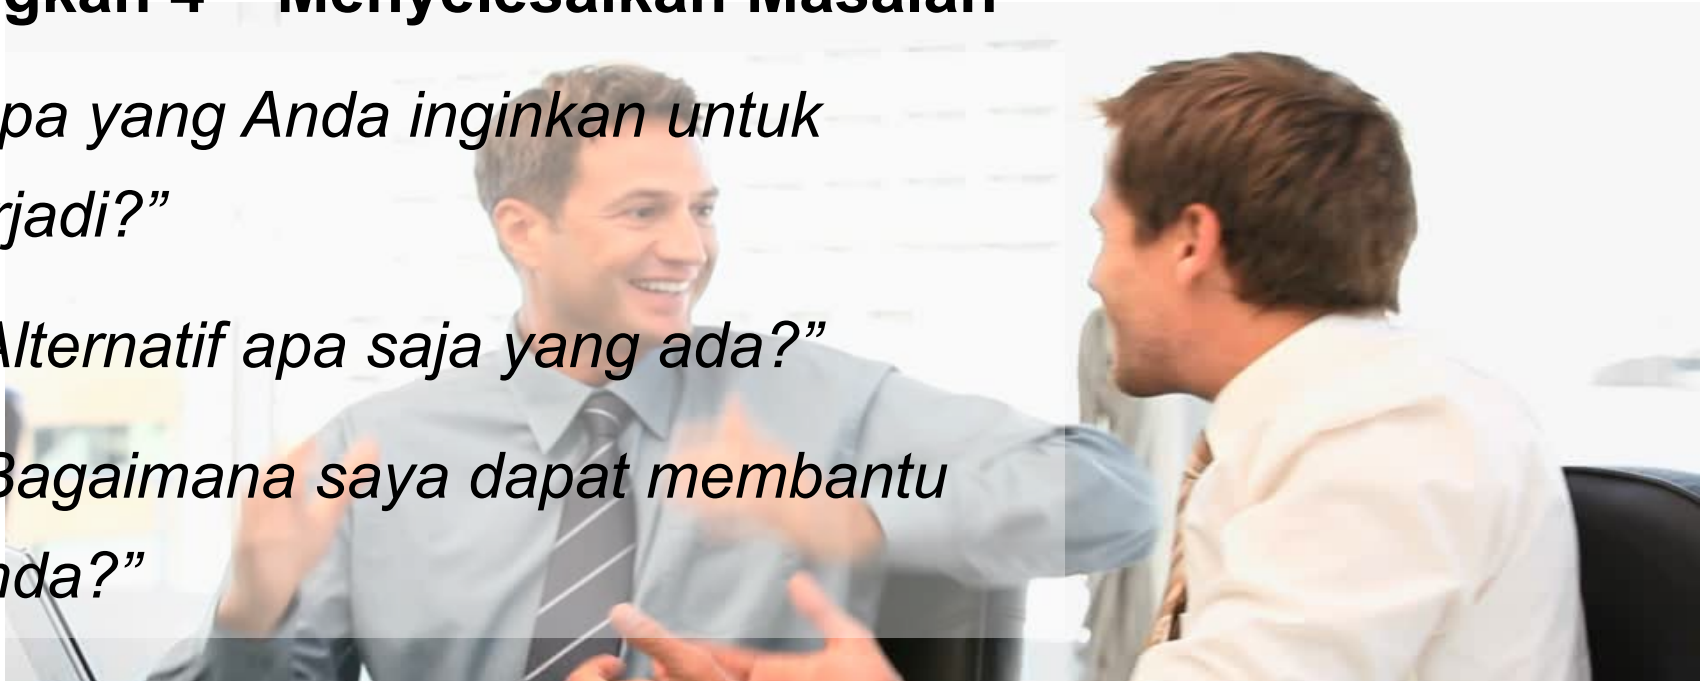 gkah 4 – Menyelesaikan Masalah
pa yang Anda inginkan untuk
rjadi?”
Alternatif apa saja yang ada?”
Bagaimana saya dapat membantu
nda?”